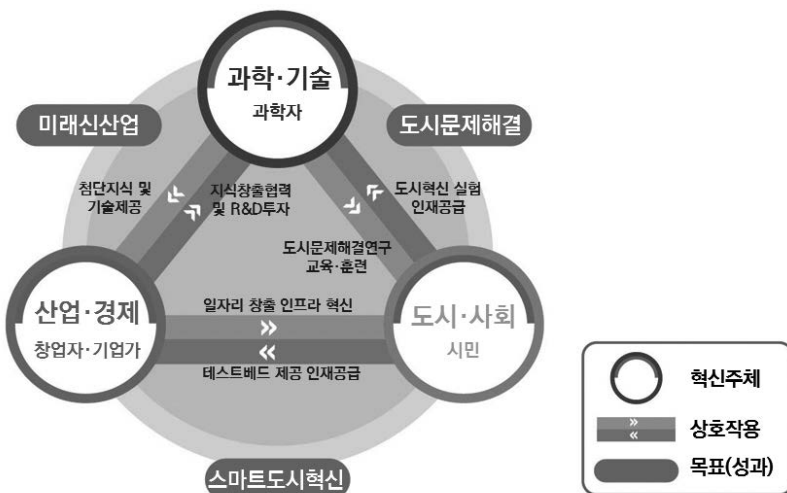 과학·기술
과학자
미래신산업
도시문제해결
첨단지식 및
기술제공
지식창출협력
및 R&D투자
도시혁신 실험
인재공급
도시문제해결연구
교육·훈련
산업·경제
창업자·기업가
일자리 창출 인프라 혁신
»
«
테스트베드 제공 인재공급
도시·사회
시민
스마트도시혁신
혁신주체
»
«
상호작용
목표(성과)